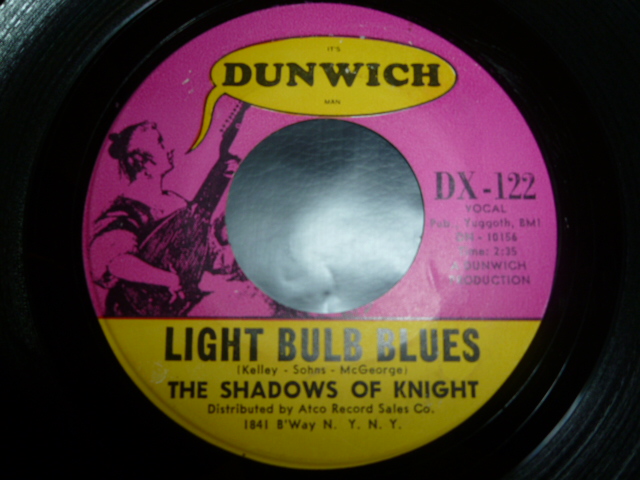 IT'S
DUNWICH
MAN
DX-122
VOCAL
Pub. Yuggoth, BMI
10156
Time: 2:35
A DUNWICH
PRODUCTION
LIGHT BULB BLUES
(Kelley - Sohns - McGeorge)
THE SHADOWS OF KNIGHT
Distributed by Atco Record Sales Co.
1841 B'Way N. Y. N. Y.